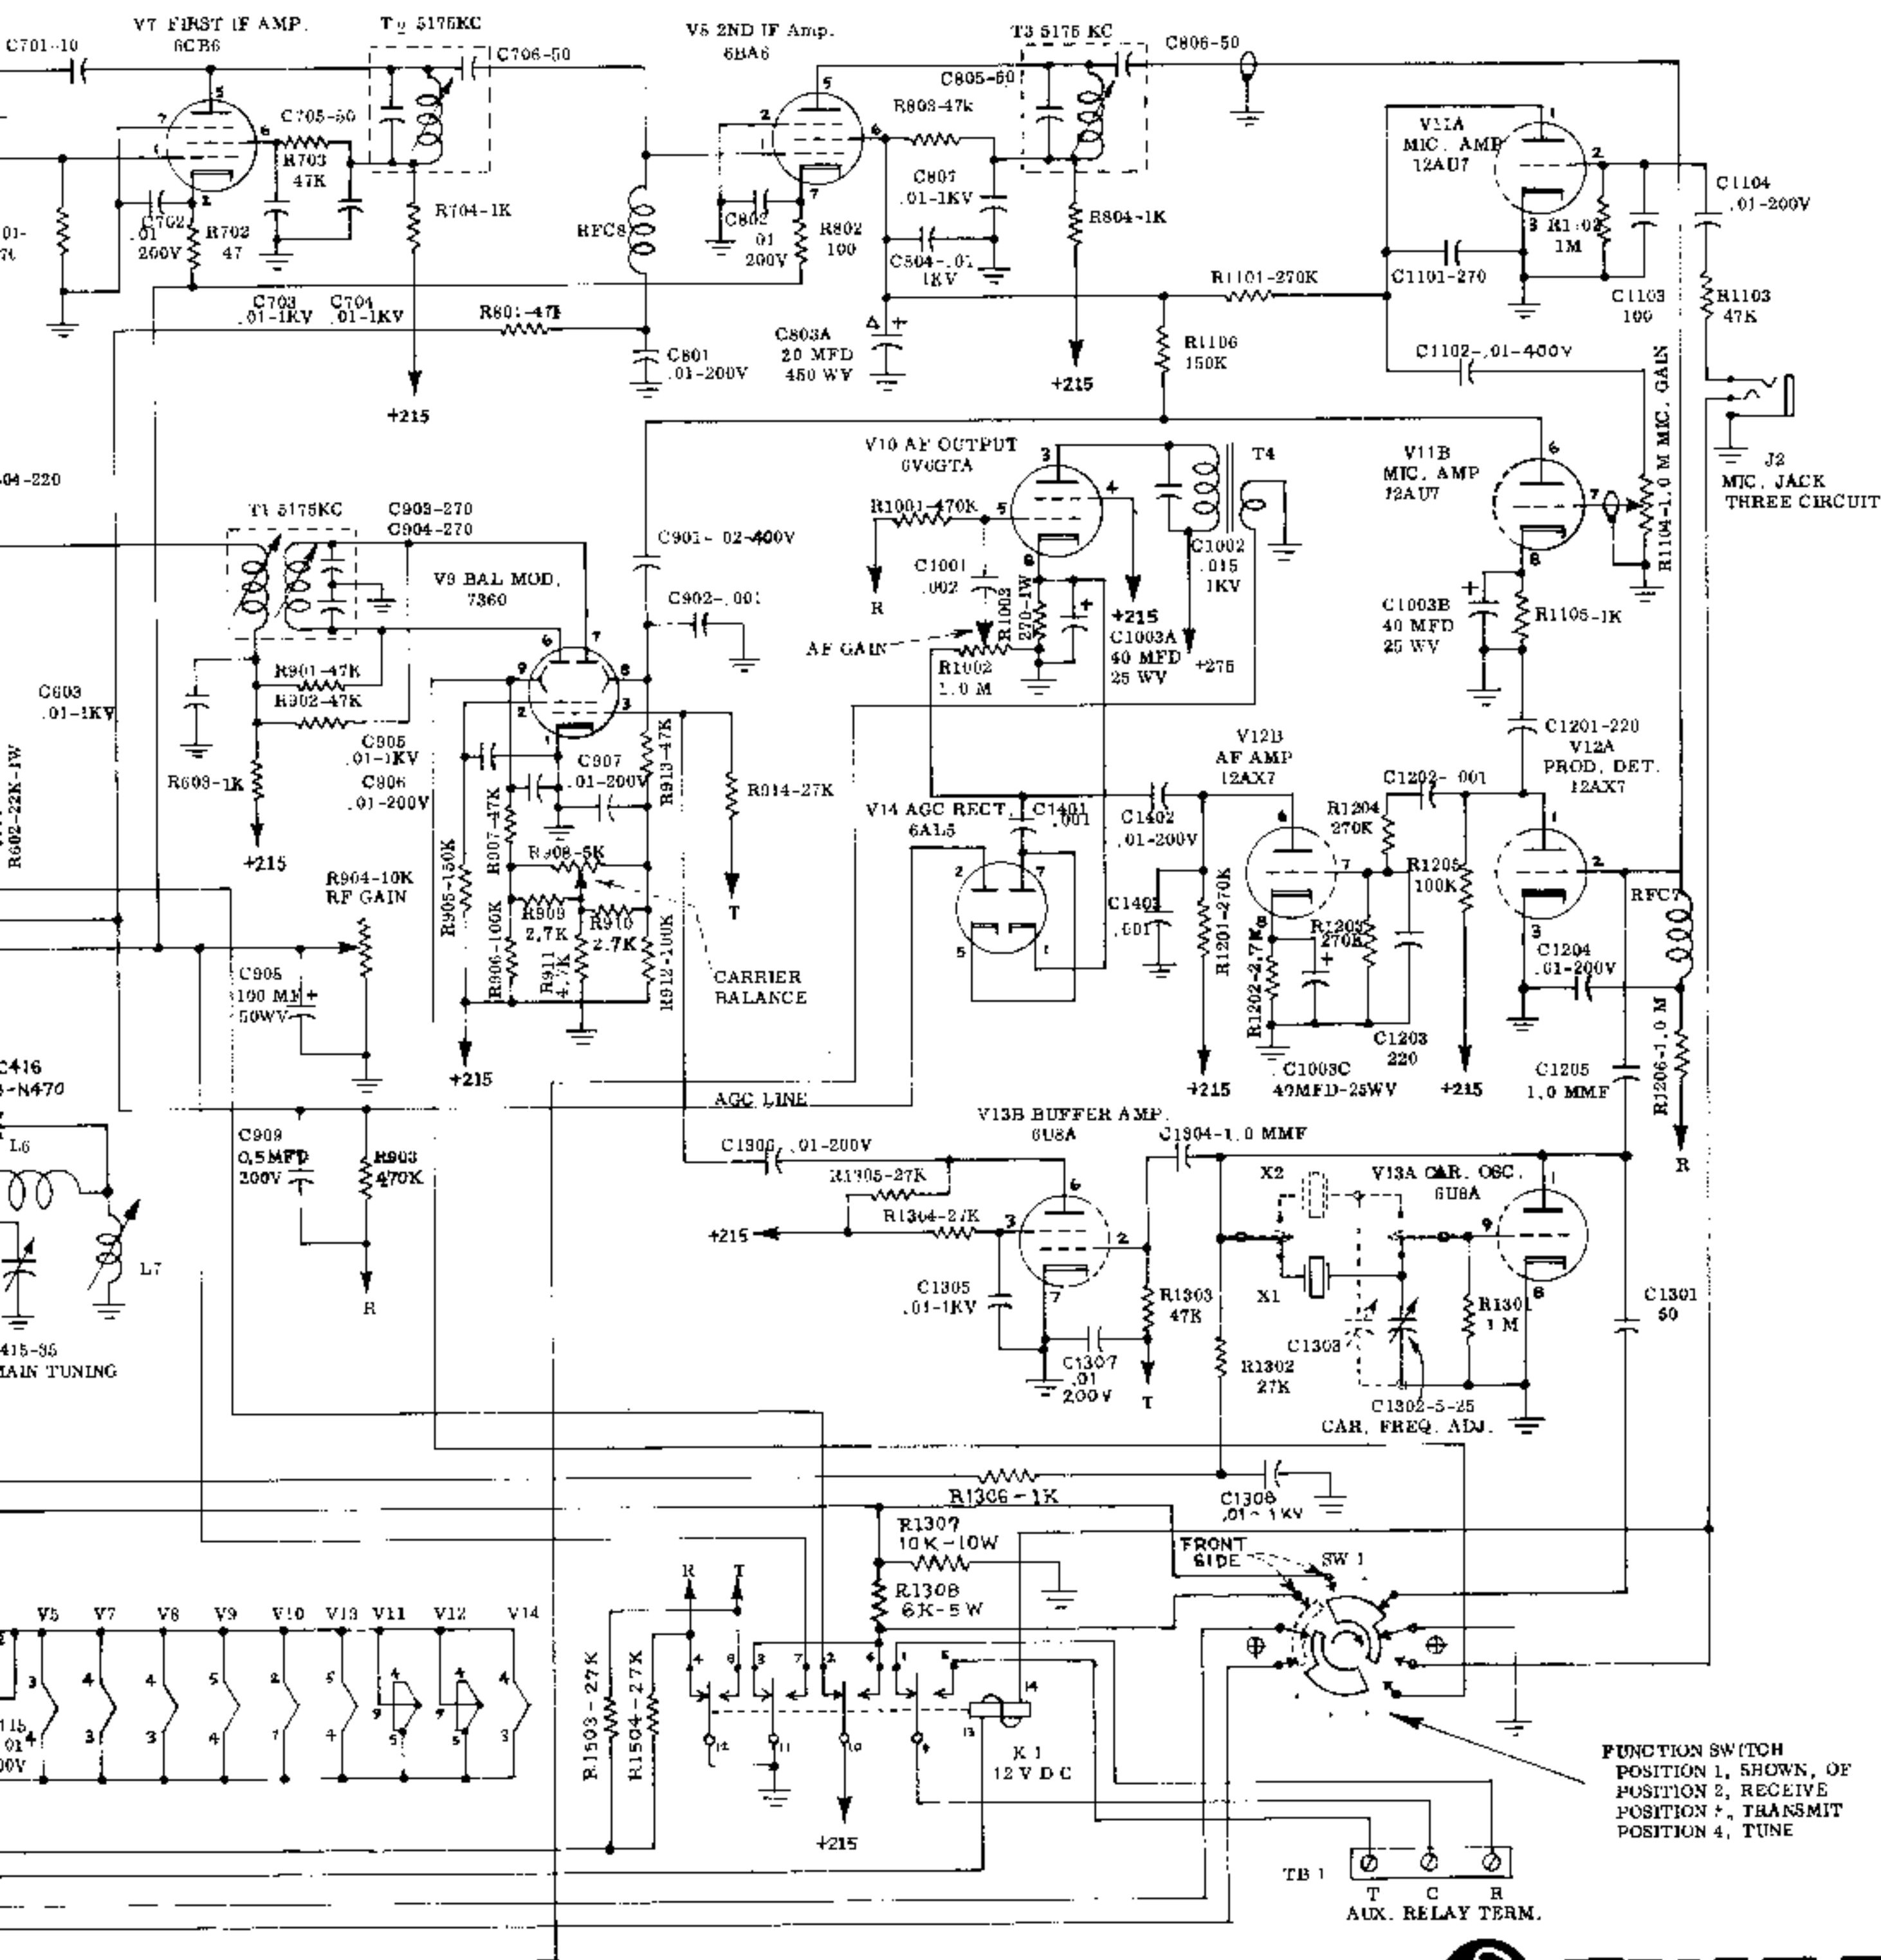 V7 FIRST IF AMP.
6CB6
C701-10
5175KC
C706-50
C705-50
R703
47K
C702
.01
200V
R702
47
R704-1K
C703
.01-1KV
C704
.01-1KV
+215
V8 2ND IF Amp.
6BA6
T3 5175 KC
C806-50
C805-50
R803-47k
C807
.01-1KV
R804-1K
RFC8
C802
01
200V
R802
100
C804-.01
1KV
R801-47K
C801
.01-200V
C803A
20 MFD
450 WV
+215
V11A
MIC. AMP
12AU7
C1104
.01-200V
1M
C1101-270
R1101-270K
C1103
100
R1103
47K
R1106
150K
C1102-.01-400V
R1104-1.0 M MIC. GAIN
J2
MIC. JACK
THREE CIRCUIT
V10 AF OUTPUT
6V6GTA
T4
V11B
MIC. AMP
12AU7
R1001-470K
C1001
.002
R
R1003
270-1W
AF GAIN
R1002
1.0 M
+215
C1003A
40 MFD
25 WV
C1002
.015
1KV
+275
C1003B
40 MFD
25 WV
R1105-1K
04-220
T1 5175KC
C903-270
C904-270
V9 BAL MOD.
7360
C901-.02-400V
C902-.001
C603
.01-1KV
R901-47K
R902-47K
R603-1K
+215
C905
.01-1KV
C906
.01-200V
C907
.01-200V
R913-47K
R914-27K
T
R602-22K-1W
R904-10K
RF GAIN
R905-150K
R907-47K
R908-5K
R909
2.7K
R910
2.7K
R906-100K
R911
4.7K
R912-100K
CARRIER
BALANCE
100 MF
50WV
+215
V12B
AF AMP
12AX7
C1201-220
V12A
PROD. DET.
12AX7
C1202-.001
V14 AGC RECT.
6AL5
C1401
.001
C1402
.01-200V
R1204
270K
R1205
100K
C1403
.001
R1201-270K
R1202-2.7K
R1203
270K
RFC7
C1204
.01-200V
R1206-1.0 M
C1003C
40MFD-25WV
C1203
220
+215
+215
C1205
1.0 MMF
R
C416
-N470
L6
L7
415-35
MAIN TUNING
AGC LINE
C909
0.5MFD
200V
R903
470K
R
V13B BUFFER AMP.
6U8A
C1306 .01-200V
C1304-1.0 MMF
R1305-27K
R1304-27K
+215
C1305
.01-1KV
C1307
.01
200V
R1303
47K
T
X2
X1
V13A CAR. OSC.
6U8A
C1303
R1301
1 M
C1301
50
R1302
27K
C1302-5-25
CAR. FREQ. ADJ.
R1306-1K
C1308
.01-1KV
R1307
10K-10W
R1308
6K-5W
FRONT
SIDE
SW 1
V5 V7 V8 V9 V10 V13 V11 V12 V14
R T
R1503-27K
R1504-27K
K 1
12 V D C
+215
FUNCTION SWITCH
POSITION 1, SHOWN, OF
POSITION 2, RECEIVE
POSITION TRANSMIT
POSITION 4, TUNE
TB 1
T C R
AUX. RELAY TERM.